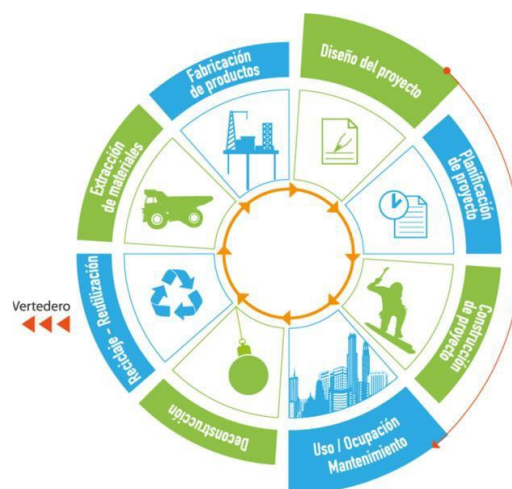 Diseño del proyecto
Planificación
de proyecto
Construcción
de proyecto
Uso / Ocupación
Mantenimiento
Deconstrucción
Reciclaje - Reutilización
Vertedero
Extracción
de materiales
Fabricación
de productos